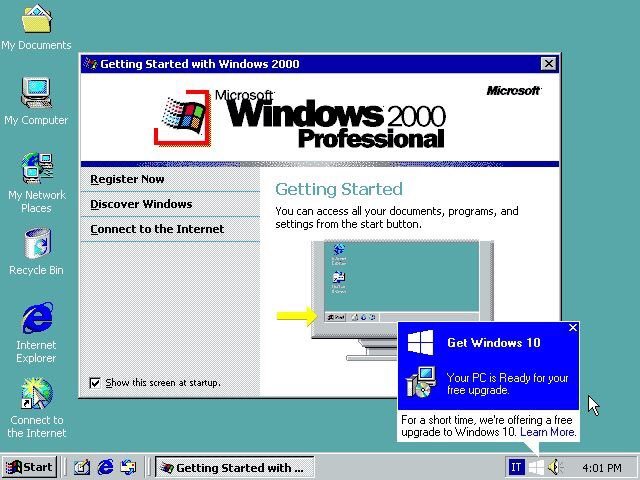 My Documents
My Computer
My Network
Places
Recycle Bin
Internet
Explorer
Connect to
the Internet
Getting Started with Windows 2000
Microsoft
Windows 2000
Professional
Microsoft
Register Now
Discover Windows
Connect to the Internet
Getting Started
You can access all your documents, programs, and
settings from the start button.
Start
Show this screen at startup.
Get Windows 10
Your PC is Ready for your
free upgrade.
For a short time, we're offering a free
upgrade to Windows 10. Learn More.
Start
Getting Started with ...
IT
4:01 PM